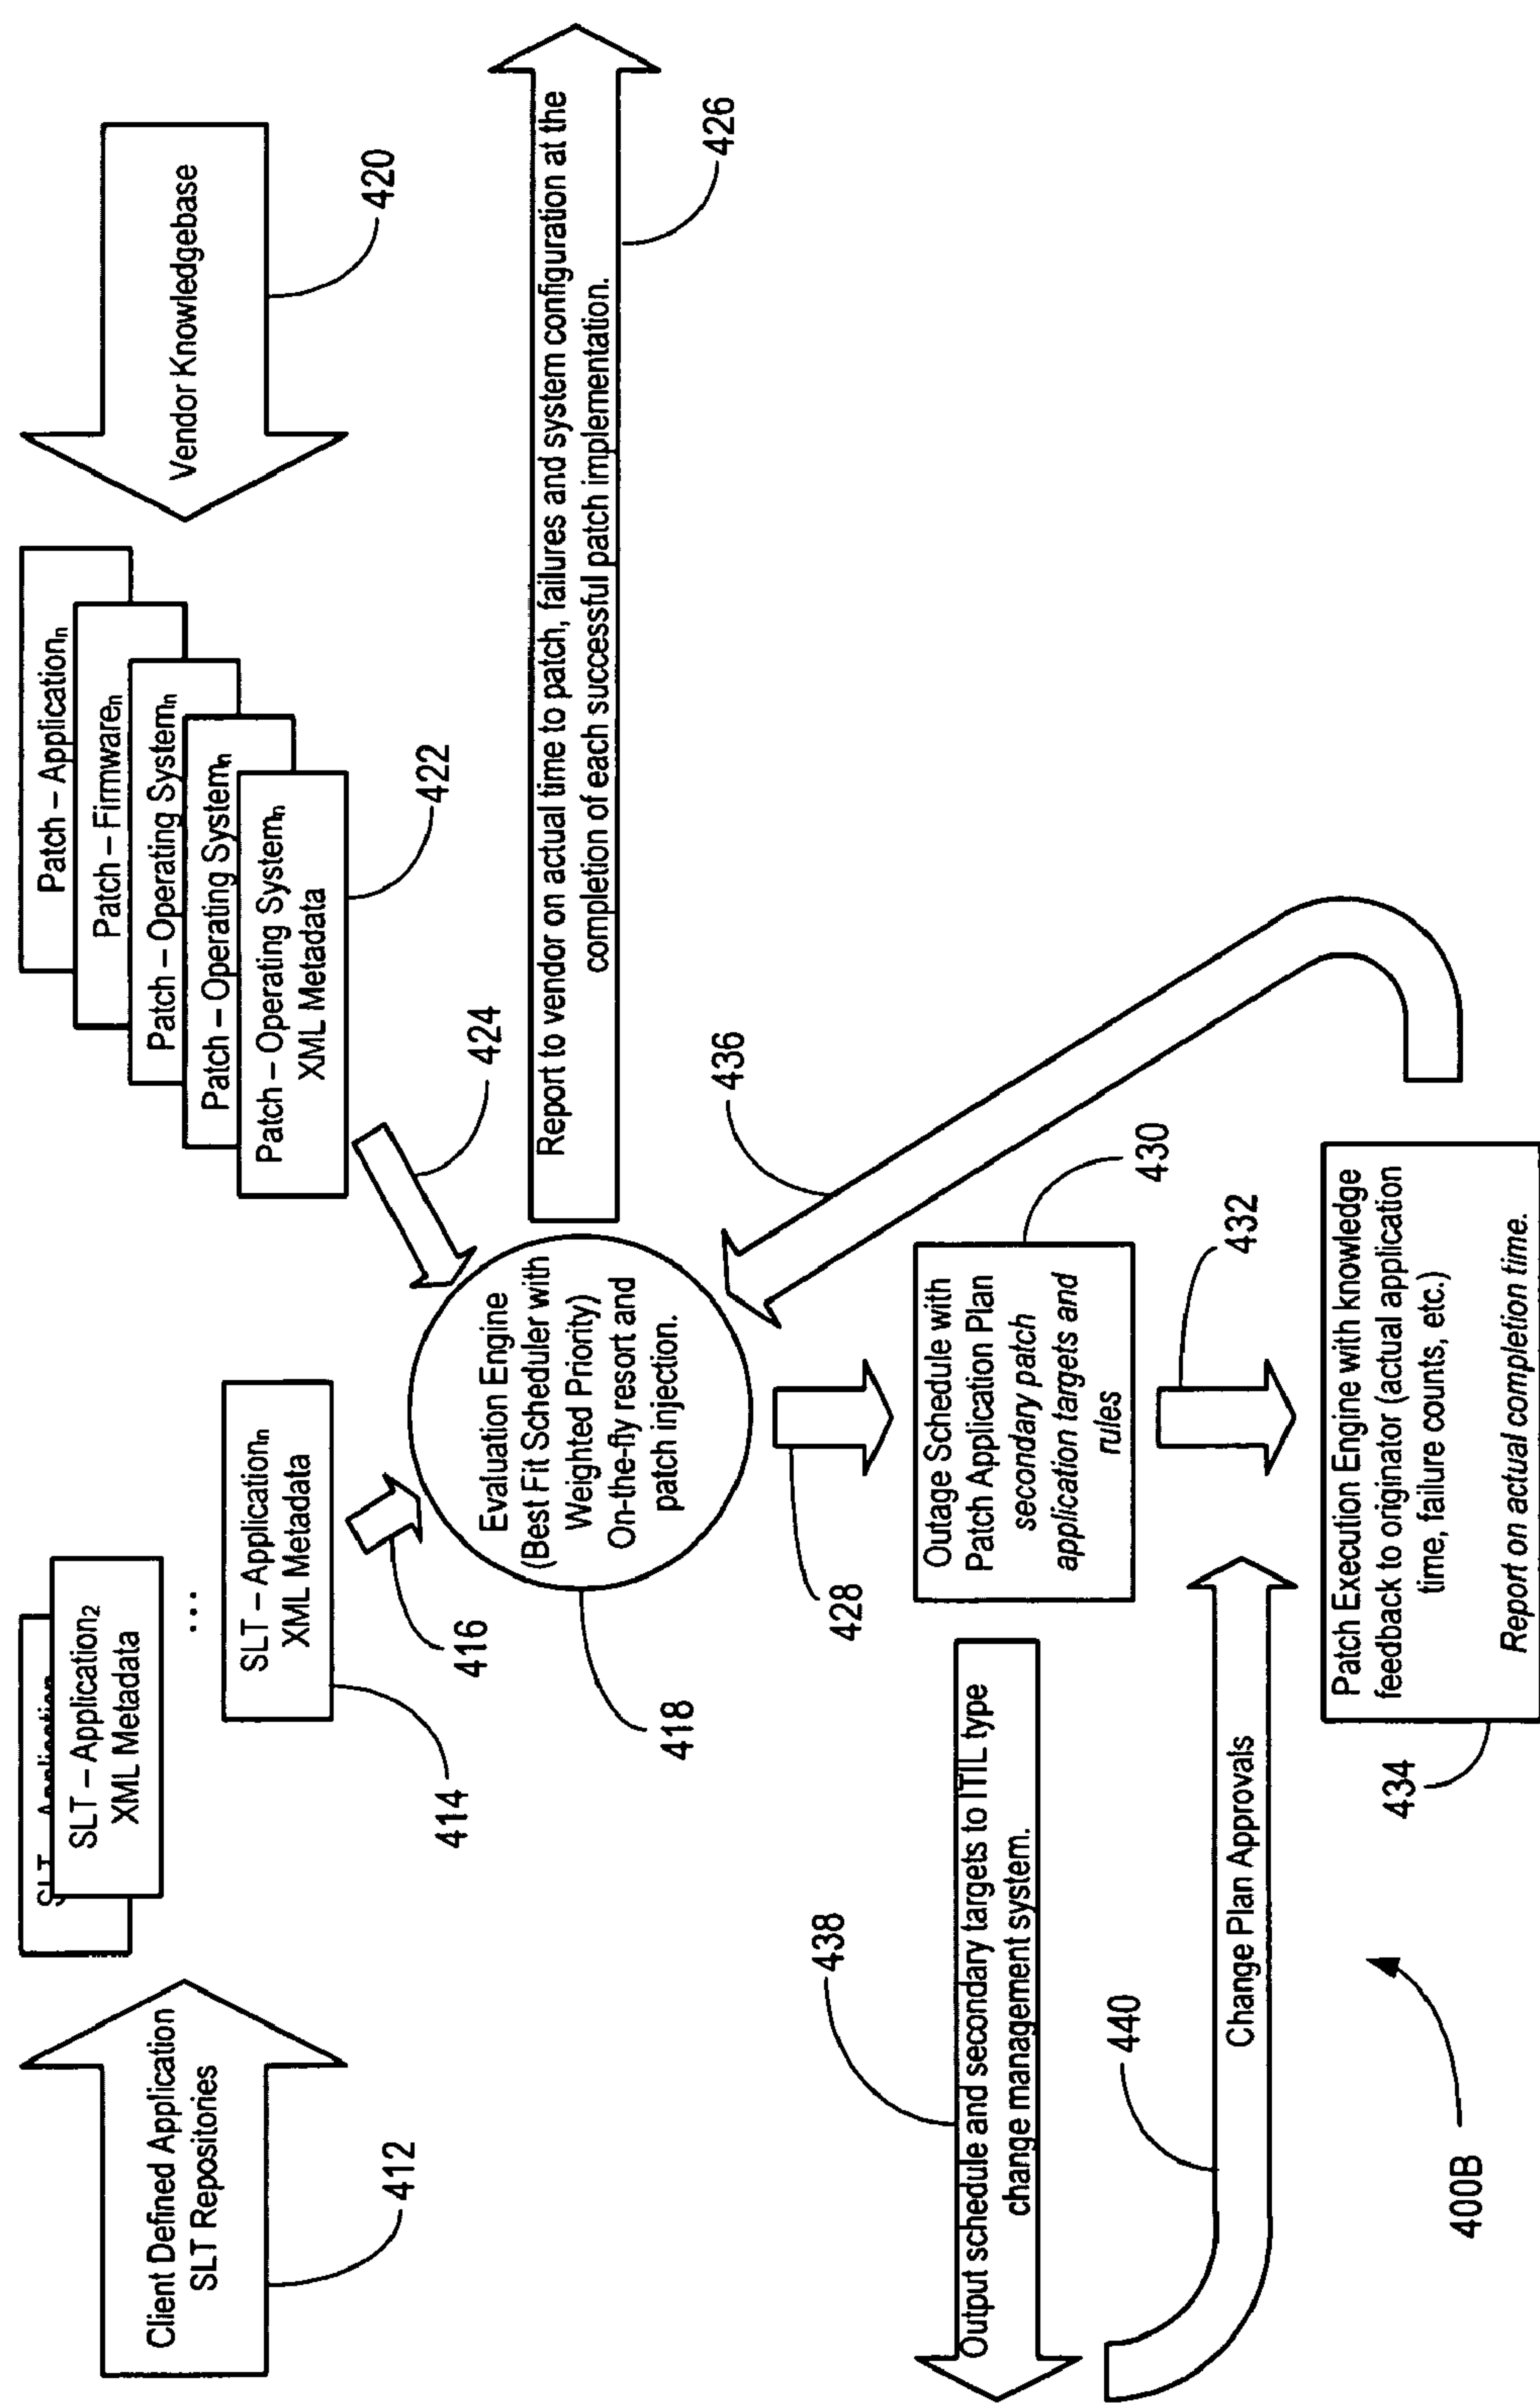 Client Defined Application
SLT Repositories
412
SLT – Application
SLT – Application2
XML Metadata
...
SLT – Applicationn
XML Metadata
414
416
Patch – Applicationn
Patch – Firmwaren
Patch – Operating Systemn
Patch – Operating Systemn
Patch – Operating Systemn
XML Metadata
422
424
Vendor Knowledgebase
420
Evaluation Engine
(Best Fit Scheduler with
Weighted Priority)
On-the-fly resort and
patch injection.
418
Report to vendor on actual time to patch, failures and system configuration at the
completion of each successful patch implementation.
426
428
436
Outage Schedule with
Patch Application Plan
secondary patch
application targets and
rules
430
432
Output schedule and secondary targets to ITIL type
change management system.
438
Change Plan Approvals
440
Patch Execution Engine with knowledge
feedback to originator (actual application
time, failure counts, etc.)
Report on actual completion time.
434
400B